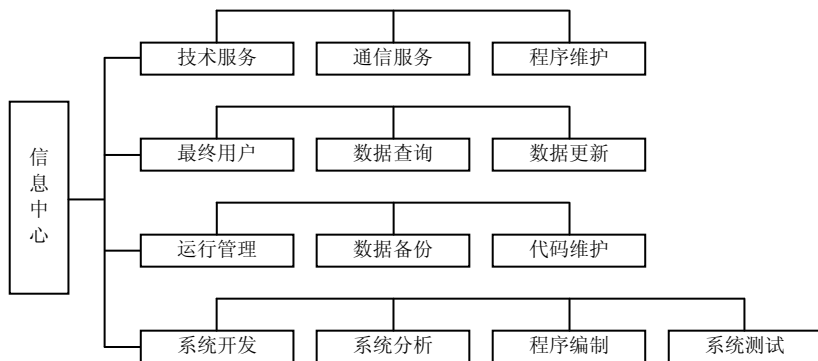 信息中心
技术服务
通信服务
程序维护
最终用户
数据查询
数据更新
运行管理
数据备份
代码维护
系统开发
系统分析
程序编制
系统测试